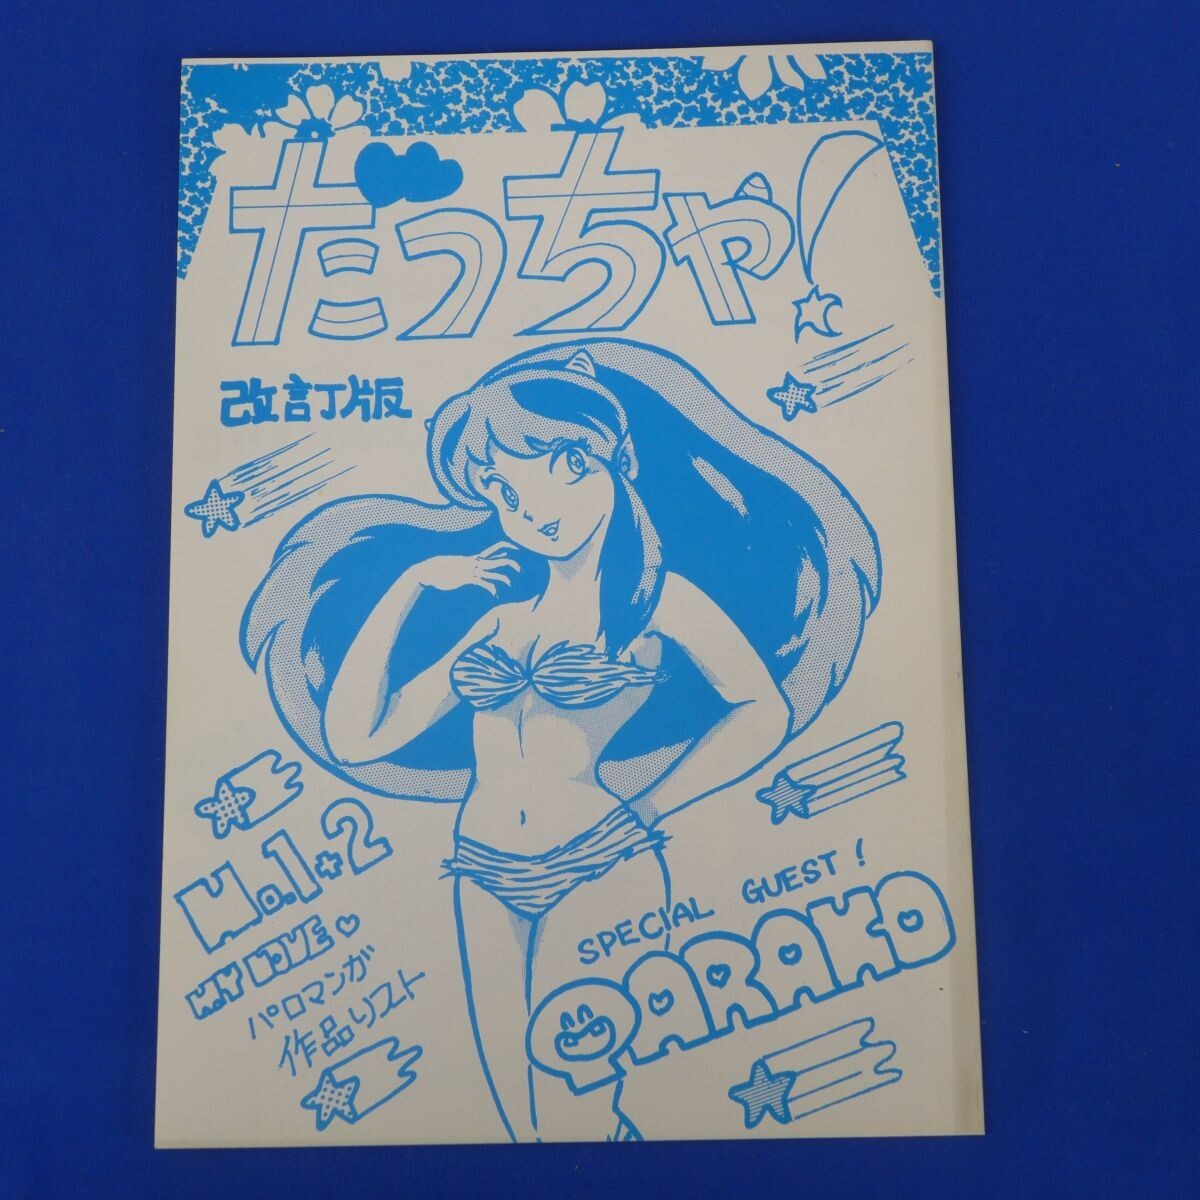 だっちゃ!
改訂版
No.1+2
MY LOVE♡
パロマンガ
作品リスト
SPECIAL GUEST!
PARAKO